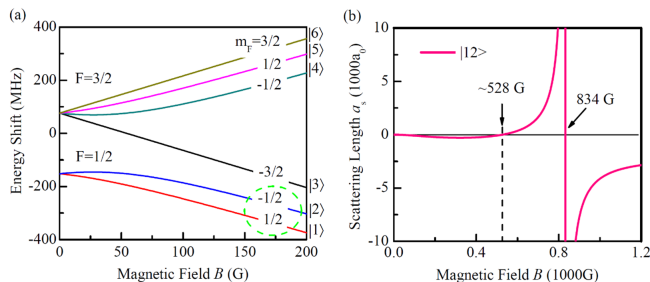 (a)
400
200
0
-200
-400
Energy Shift (MHz)
F=3/2
F=1/2
m_F=3/2
1/2
-1/2
-3/2
-1/2
1/2
|6⟩
|5⟩
|4⟩
|3⟩
|2⟩
|1⟩
0 50 100 150 200
Magnetic Field B (G)
(b)
10
5
0
-5
-10
Scattering Length a_s (1000a_0)
|12>
~528 G
834 G
0.0 0.4 0.8 1.2
Magnetic Field B (1000G)